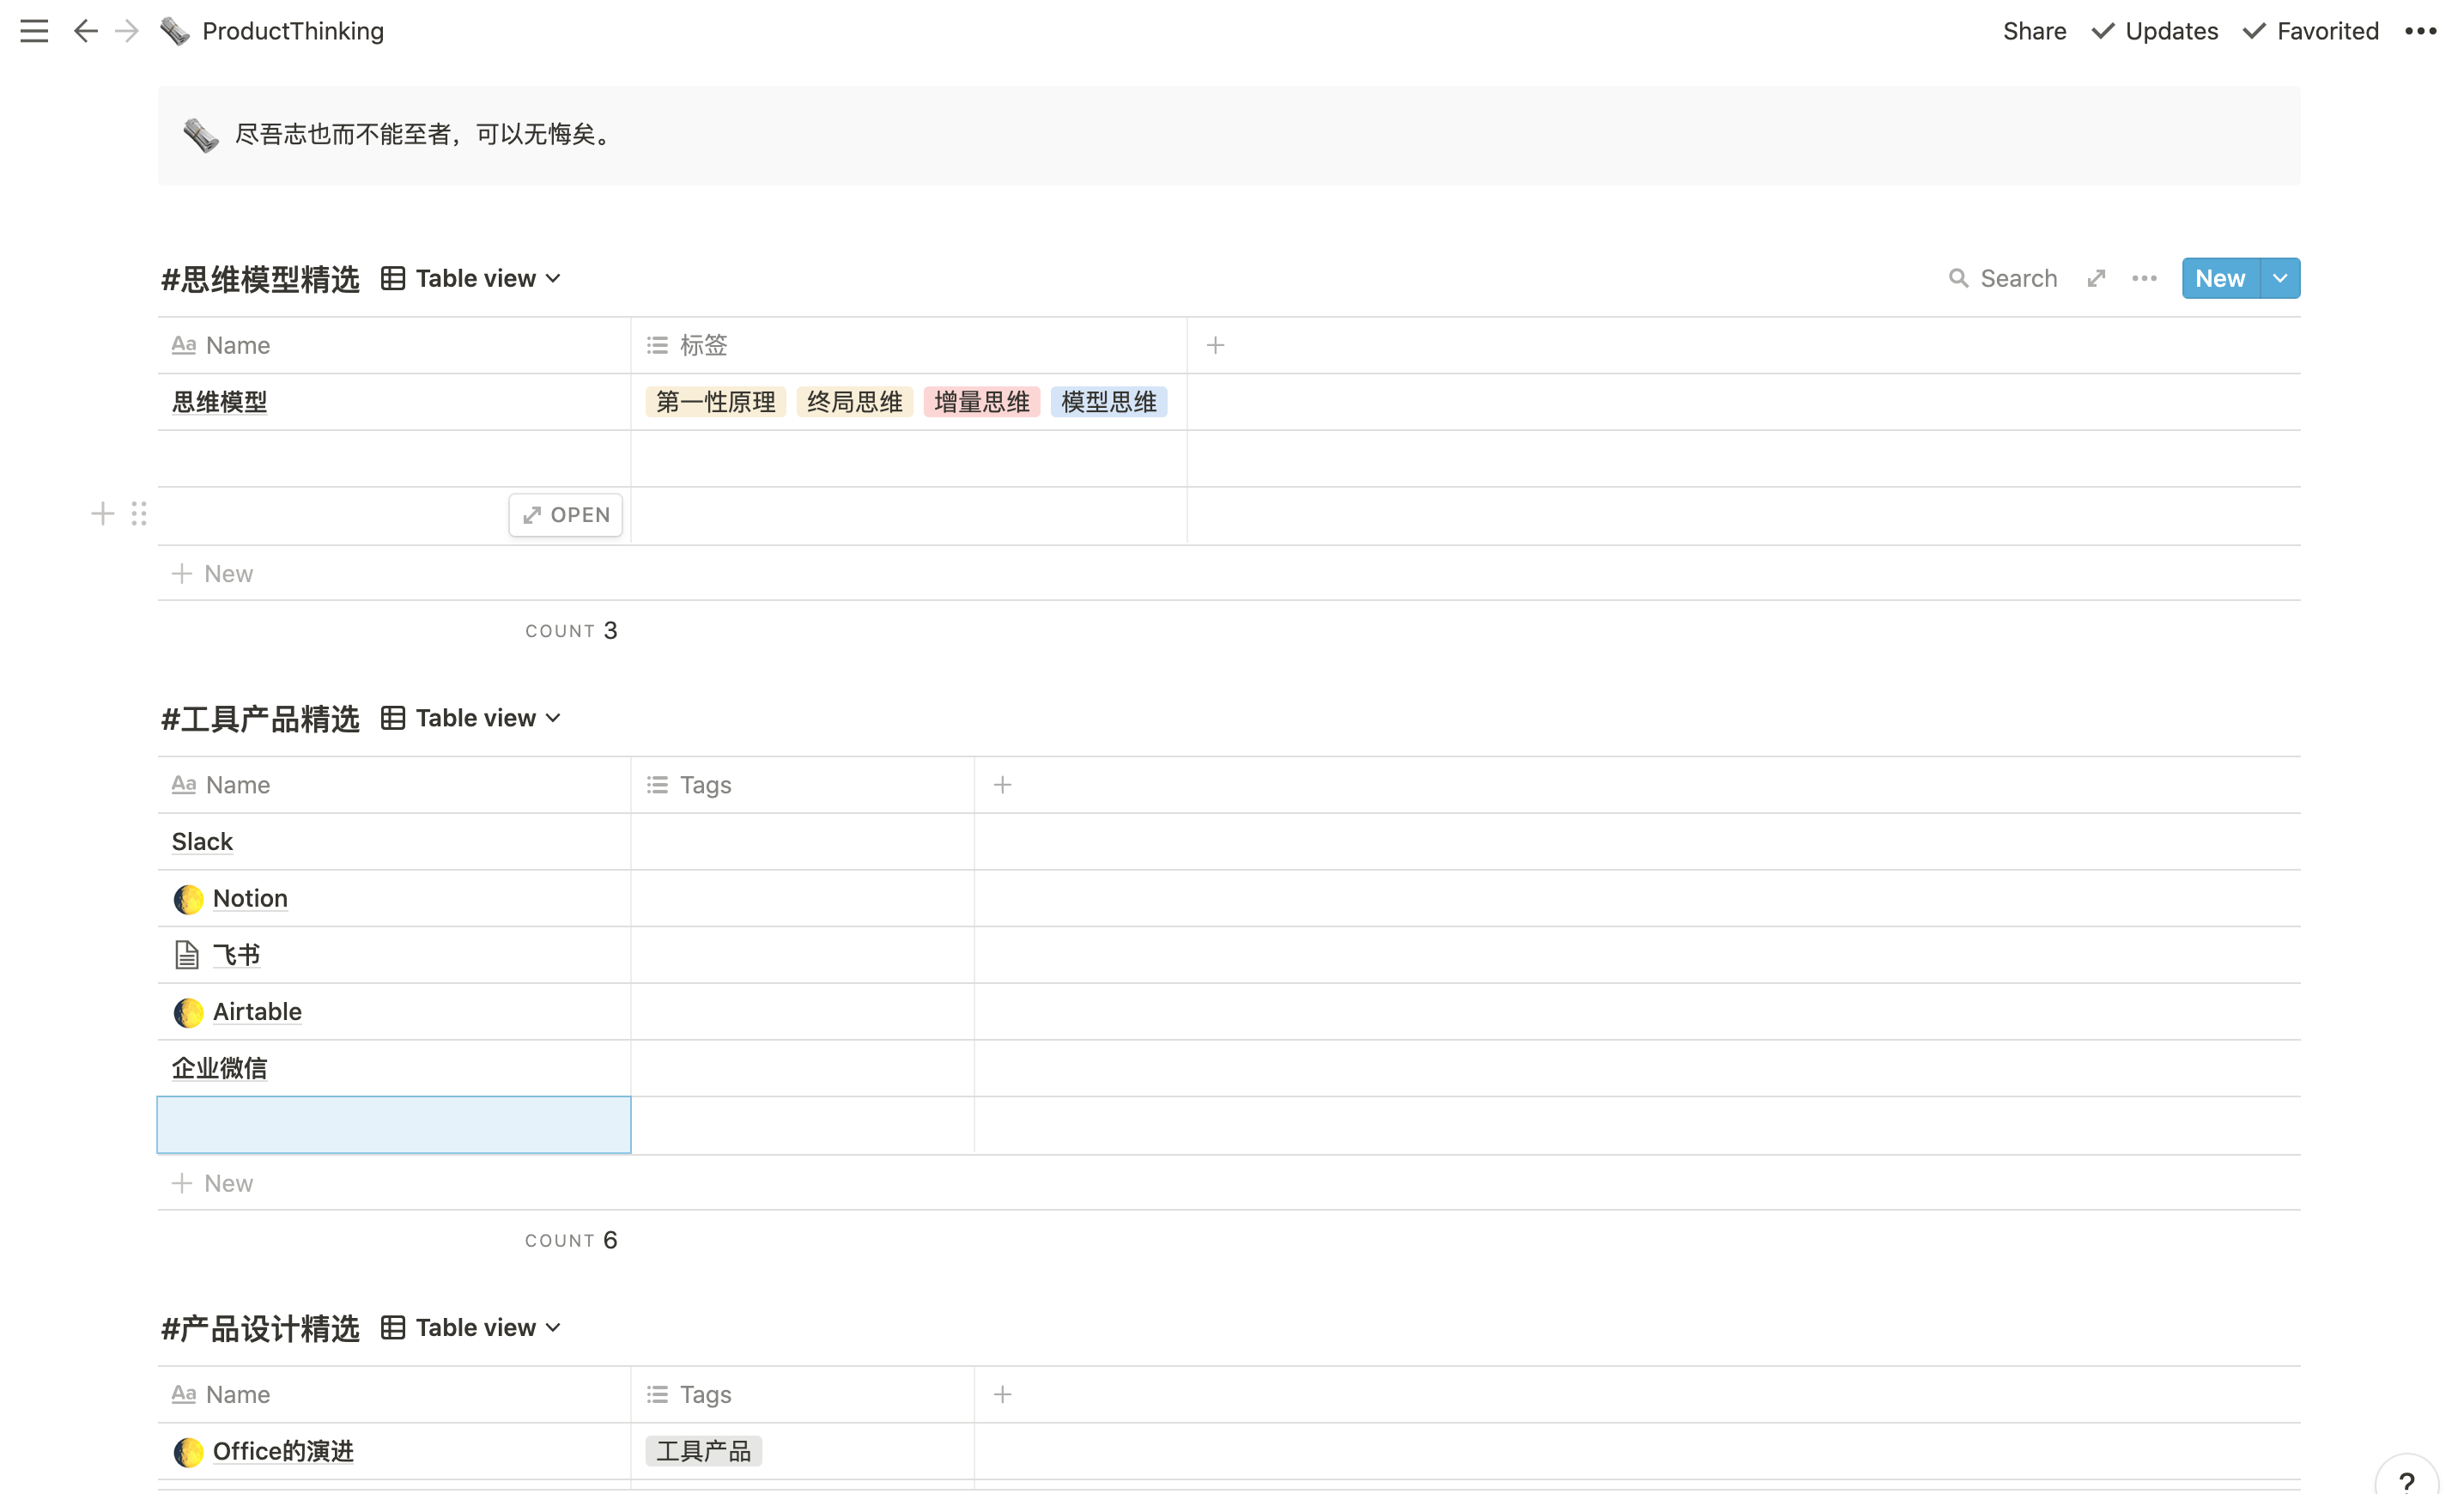 ProductThinking Share Updates Favorited
尽吾志也而不能至者，可以无悔矣。
#思维模型精选 Table view Search New
Aa Name 标签
思维模型 第一性原理 终局思维 增量思维 模型思维
OPEN
New
COUNT 3
#工具产品精选 Table view
Aa Name Tags
Slack
Notion
飞书
Airtable
企业微信
New
COUNT 6
#产品设计精选 Table view
Aa Name Tags
Office的演进 工具产品
?